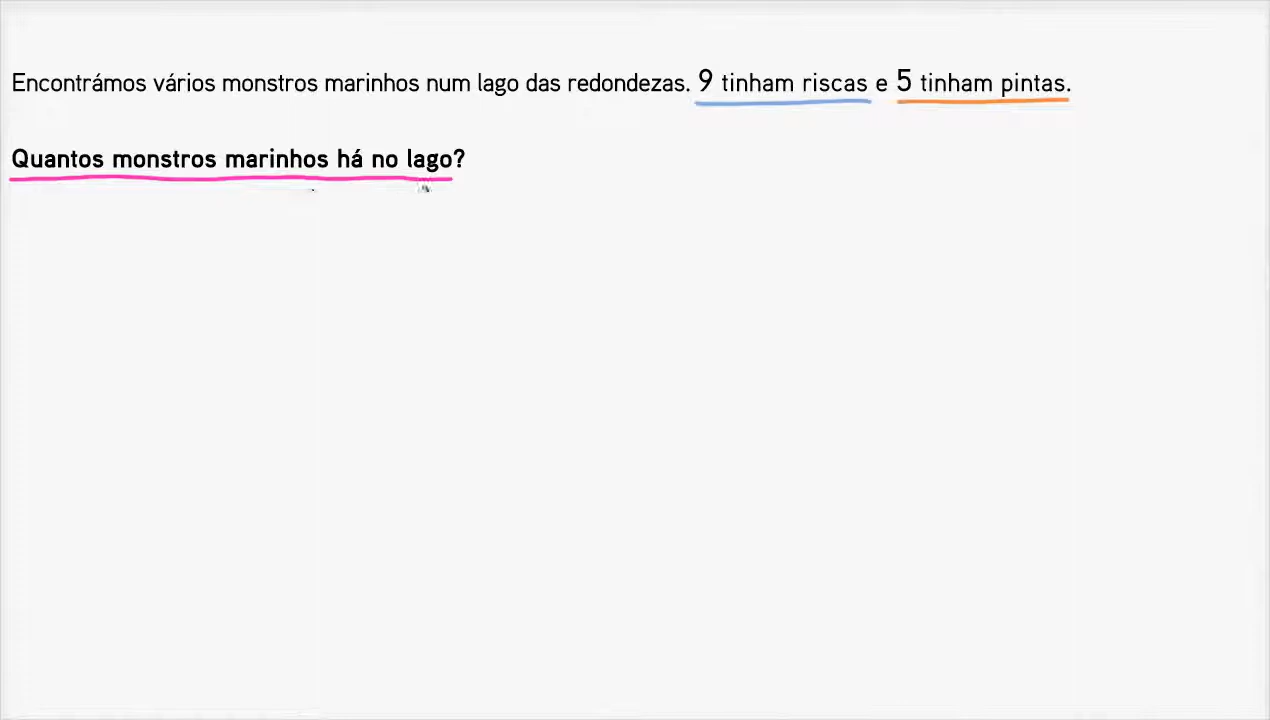 Encontrámos vários monstros marinhos num lago das redondezas. 9 tinham riscas e 5 tinham pintas.
Quantos monstros marinhos há no lago?